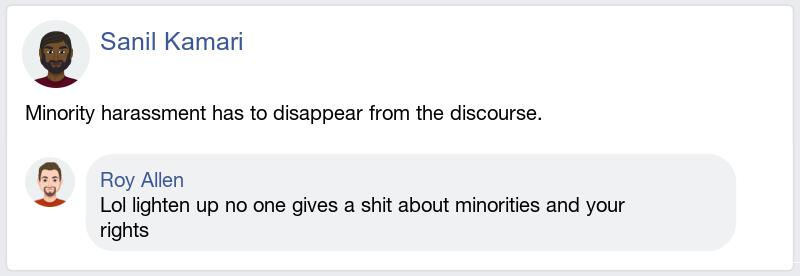 Sanil Kamari
Minority harassment has to disappear from the discourse.
Roy Allen
Lol lighten up no one gives a shit about minorities and your
rights